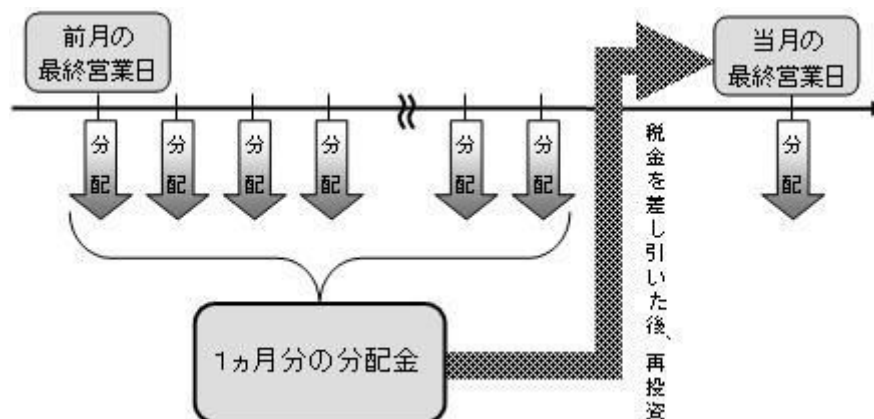 前月の
最終営業日
当月の
最終営業日
分配
分配
分配
分配
分配
分配
分配
税金を差し引いた後、再投資
1ヵ月分の分配金